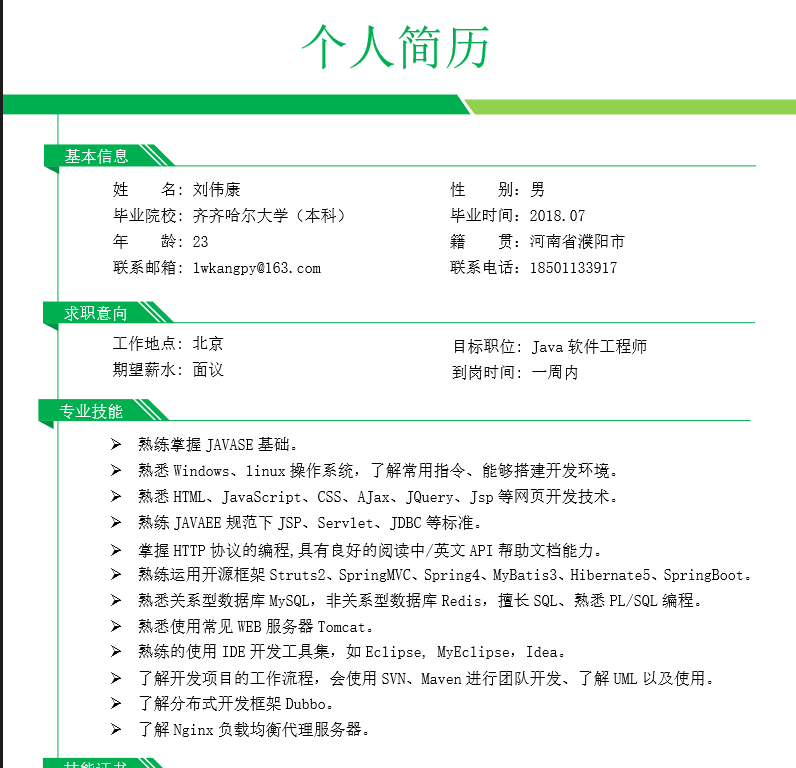 个人简历
基本信息
姓　　名: 刘伟康　　性　　别: 男
毕业院校: 齐齐哈尔大学（本科）　　毕业时间: 2018.07
年　　龄: 23　　籍　　贯: 河南省濮阳市
联系邮箱: lwkangpy@163.com　　联系电话: 18501133917
求职意向
工作地点: 北京　　目标职位: Java 软件工程师
期望薪水: 面议　　到岗时间: 一周内
专业技能
➢ 熟练掌握 JAVASE 基础。
➢ 熟悉 Windows、linux 操作系统，了解常用指令、能够搭建开发环境。
➢ 熟悉 HTML、JavaScript、CSS、AJax、JQuery、Jsp 等网页开发技术。
➢ 熟练 JAVAEE 规范下 JSP、Servlet、JDBC 等标准。
➢ 掌握 HTTP 协议的编程,具有良好的阅读中/英文 API 帮助文档能力。
➢ 熟练运用开源框架 Struts2、SpringMVC、Spring4、MyBatis3、Hibernate5、SpringBoot。
➢ 熟悉关系型数据库 MySQL，非关系型数据库 Redis，擅长 SQL、熟悉 PL/SQL 编程。
➢ 熟悉使用常见 WEB 服务器 Tomcat。
➢ 熟练的使用 IDE 开发工具集，如 Eclipse, MyEclipse，Idea。
➢ 了解开发项目的工作流程，会使用 SVN、Maven 进行团队开发、了解 UML 以及使用。
➢ 了解分布式开发框架 Dubbo。
➢ 了解 Nginx 负载均衡代理服务器。
技能证书